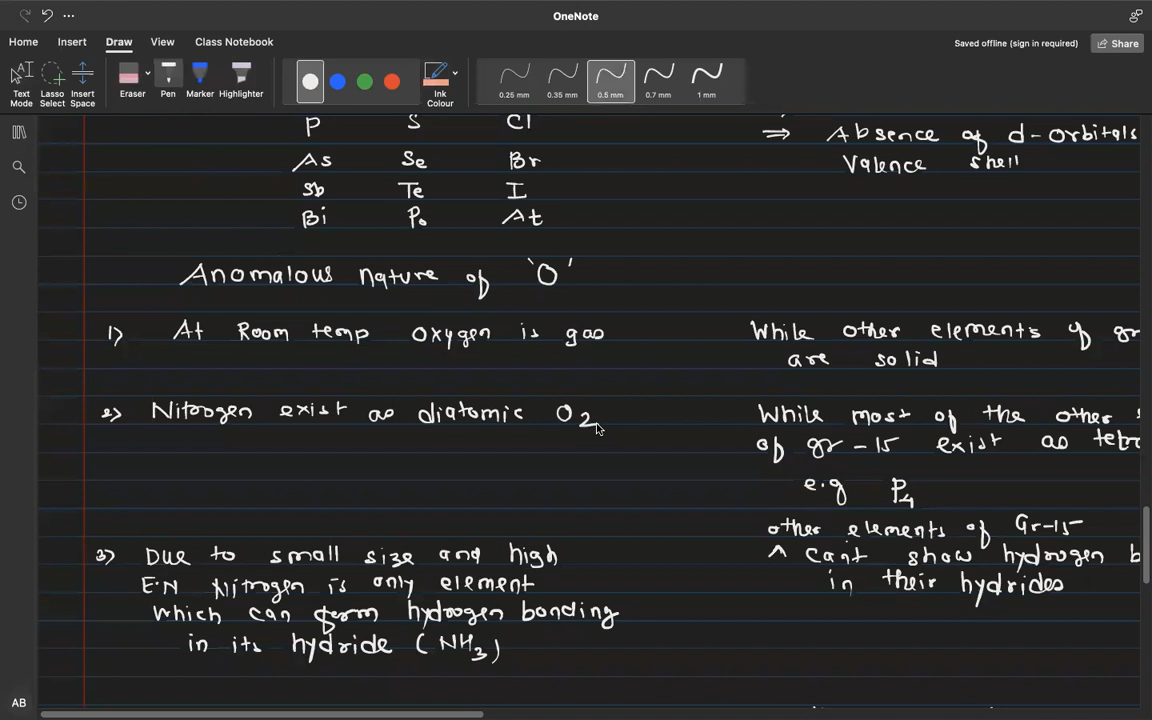 OneNote
Home Insert Draw View Class Notebook
Saved offline (sign in required) Share
Text Mode
Lasso Select
Insert Space
Eraser
Pen
Marker
Highlighter
Ink Colour
0.25 mm 0.35 mm 0.5 mm 0.7 mm 1 mm
P S Cl
As Se Br
Sb Te I
Bi Po At
⇒ Absence of d-orbitals
Valence shell
Anomalous nature of 'O'
1) At Room temp oxygen is gas
While other elements of gr
are solid
2) Nitrogen exist as diatomic O2
While most of the other
of gr-15 exist as tetr
e.g P4
3) Due to small size and high
E.N Nitrogen is only element
which can form hydrogen bonding
in its hydride (NH3)
other elements of Gr-15
^ Can't show hydrogen b
in their hydrides
AB